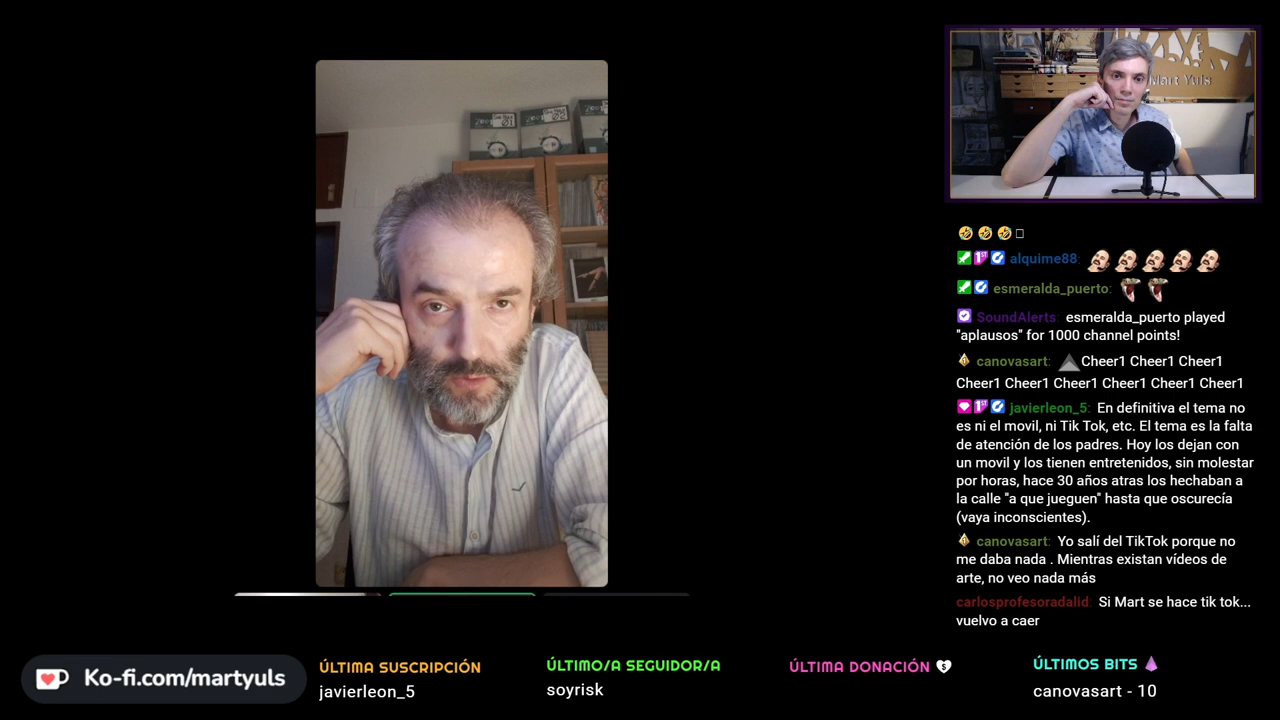 Mart Yuls
alquime88:
esmeralda_puerto:
SoundAlerts: esmeralda_puerto played
"aplausos" for 1000 channel points!
canovasart: Cheer1 Cheer1 Cheer1
Cheer1 Cheer1 Cheer1 Cheer1 Cheer1 Cheer1
javierleon_5: En definitiva el tema no
es ni el movil, ni Tik Tok, etc. El tema es la falta
de atención de los padres. Hoy los dejan con
un movil y los tienen entretenidos, sin molestar
por horas, hace 30 años atras los hechaban a
la calle "a que jueguen" hasta que oscurecía
(vaya inconscientes).
canovasart: Yo salí del TikTok porque no
me daba nada . Mientras existan vídeos de
arte, no veo nada más
carlosprofesoradalid: Si Mart se hace tik tok...
vuelvo a caer
Ko-fi.com/martyuls
ÚLTIMA SUSCRIPCIÓN
javierleon_5
ÚLTIMO/A SEGUIDOR/A
soyrisk
ÚLTIMA DONACIÓN
ÚLTIMOS BITS
canovasart - 10